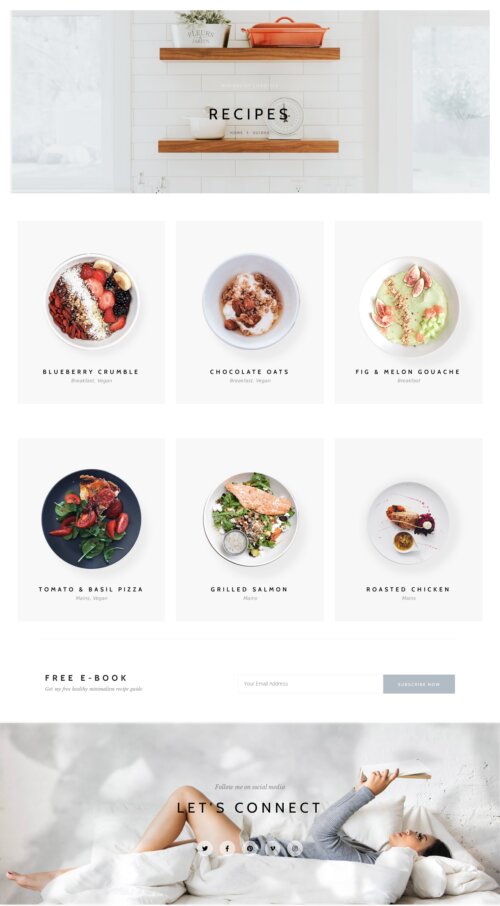 RECIPES
HOME > GUIDES
BLUEBERRY CRUMBLE
Breakfast, Vegan
CHOCOLATE OATS
Breakfast, Vegan
FIG & MELON GOUACHE
Breakfast
TOMATO & BASIL PIZZA
Mains, Vegan
GRILLED SALMON
Mains
ROASTED CHICKEN
Mains
FREE E-BOOK
Get my free healthy minimalism recipe guide
Your Email Address
SUBSCRIBE NOW
Follow me on social media
LET'S CONNECT